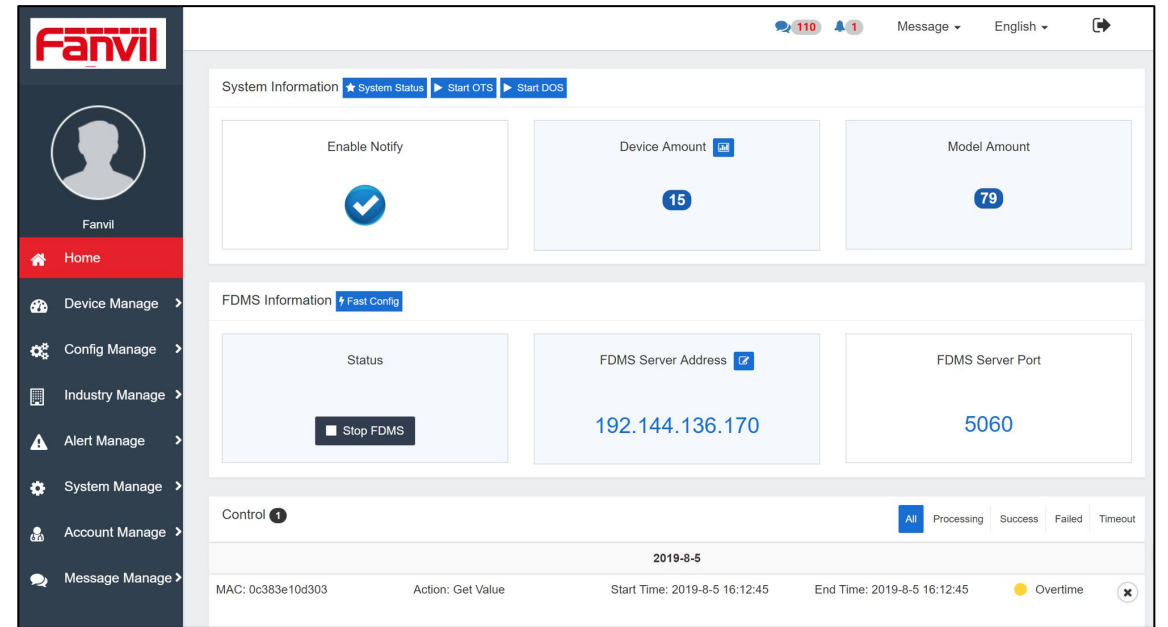 Fanvil
110 1 Message English
System Information System Status Start OTS Start DOS
Enable Notify
Device Amount
15
Model Amount
79
Fanvil
Home
Device Manage
Config Manage
Industry Manage
Alert Manage
System Manage
Account Manage
Message Manage
FDMS Information Fast Config
Status
Stop FDMS
FDMS Server Address
192.144.136.170
FDMS Server Port
5060
Control 1
All Processing Success Failed Timeout
2019-8-5
MAC: 0c383e10d303 Action: Get Value Start Time: 2019-8-5 16:12:45 End Time: 2019-8-5 16:12:45 Overtime